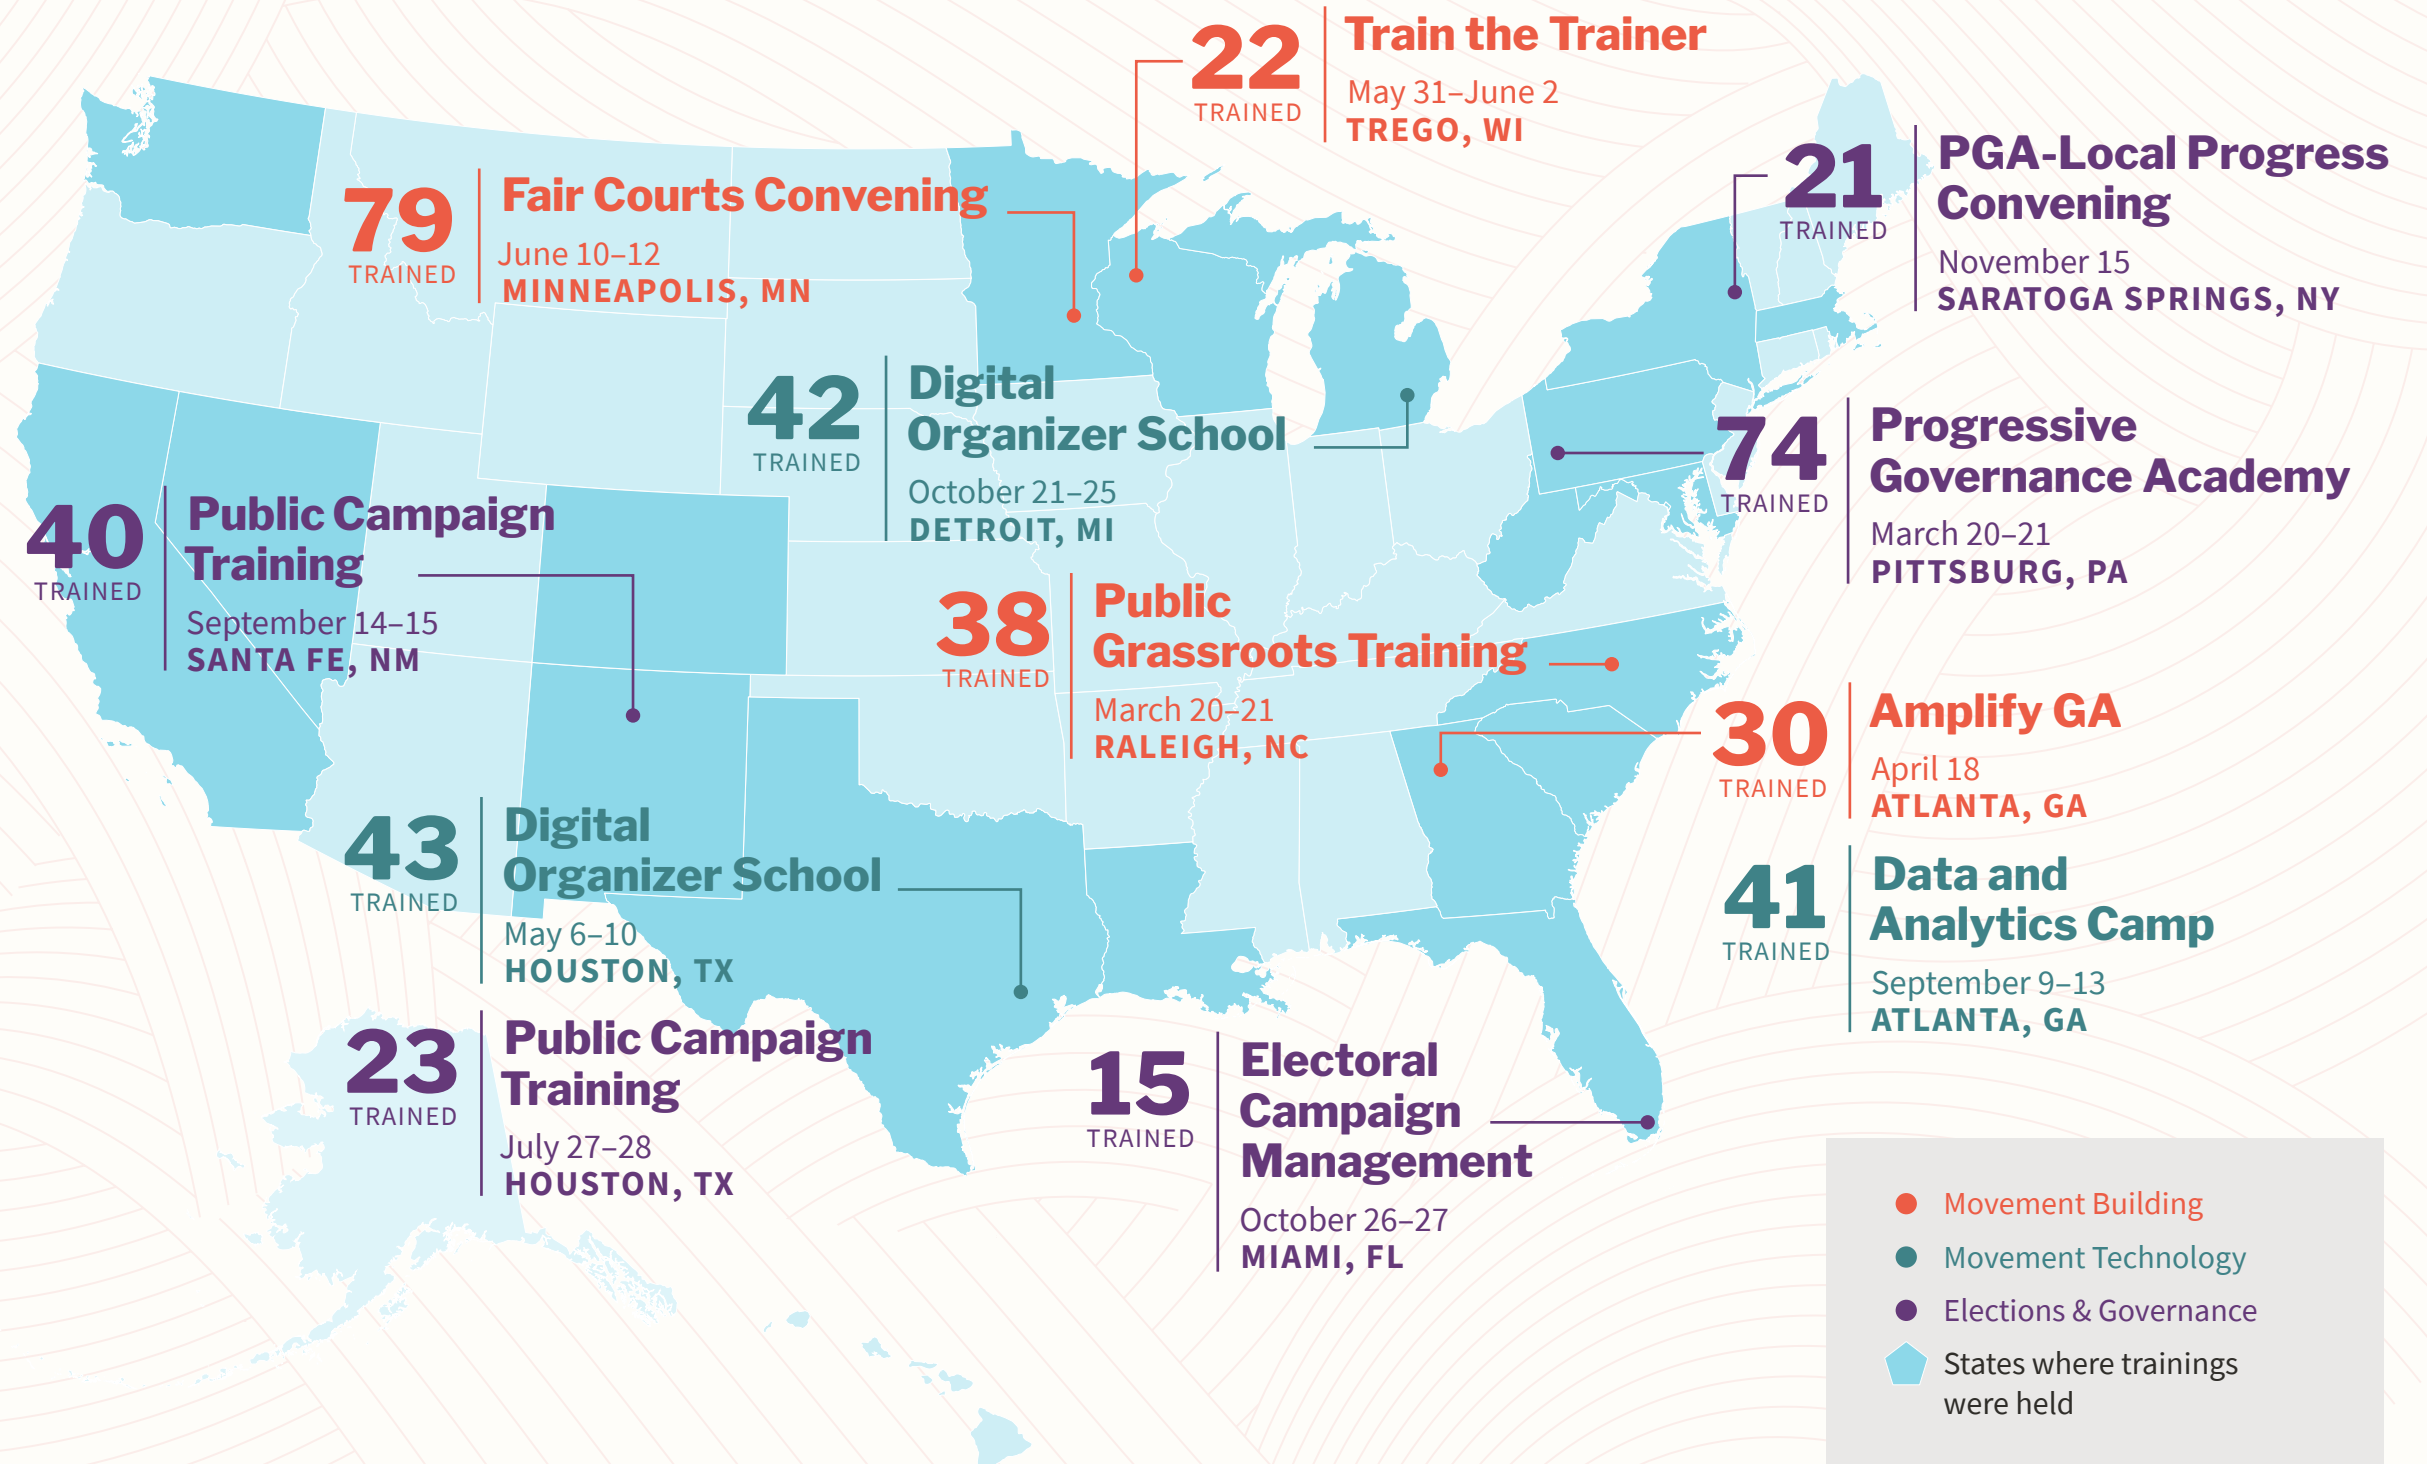 22
TRAINED
Train the Trainer
May 31–June 2
TREGO, WI
79
TRAINED
Fair Courts Convening
June 10–12
MINNEAPOLIS, MN
21
TRAINED
PGA-Local Progress
Convening
November 15
SARATOGA SPRINGS, NY
42
TRAINED
Digital
Organizer School
October 21–25
DETROIT, MI
74
TRAINED
Progressive
Governance Academy
March 20–21
PITTSBURG, PA
40
TRAINED
Public Campaign
Training
September 14–15
SANTA FE, NM
38
TRAINED
Public
Grassroots Training
March 20–21
RALEIGH, NC
30
TRAINED
Amplify GA
April 18
ATLANTA, GA
43
TRAINED
Digital
Organizer School
May 6–10
HOUSTON, TX
41
TRAINED
Data and
Analytics Camp
September 9–13
ATLANTA, GA
23
TRAINED
Public Campaign
Training
July 27–28
HOUSTON, TX
15
TRAINED
Electoral
Campaign
Management
October 26–27
MIAMI, FL
Movement Building
Movement Technology
Elections & Governance
States where trainings
were held